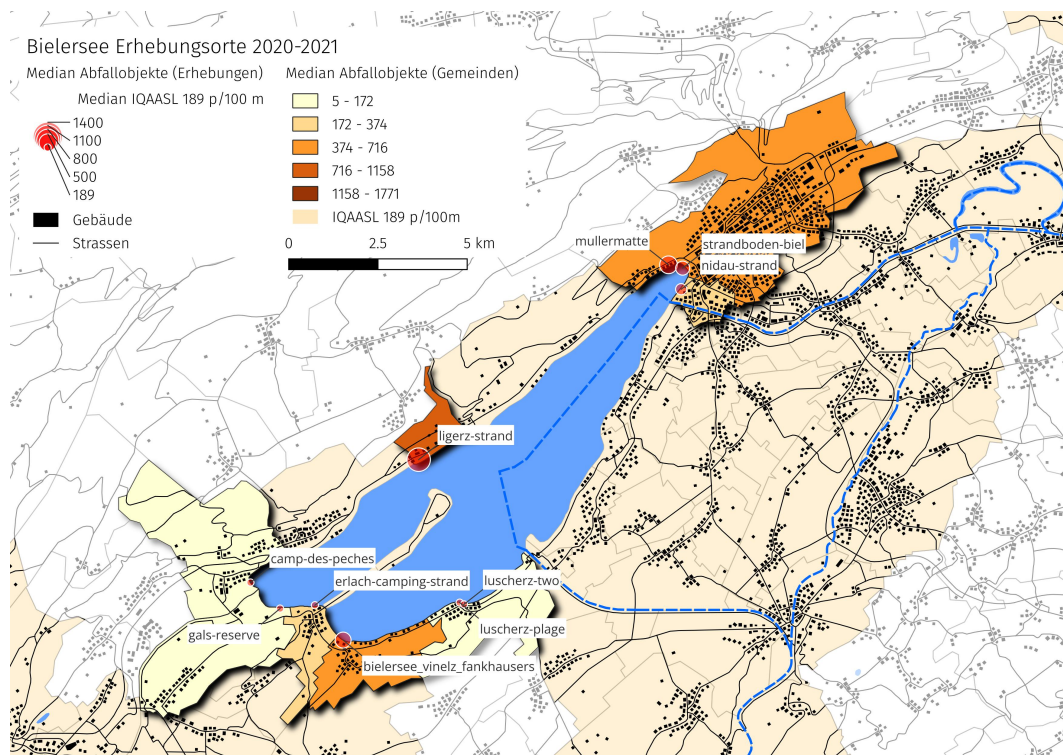 Bielersee Erhebungsorte 2020-2021
Median Abfallobjekte (Erhebungen)
Median IQAASL 189 p/100 m
1400
1100
800
500
189
Gebäude
Strassen
Median Abfallobjekte (Gemeinden)
5 - 172
172 - 374
374 - 716
716 - 1158
1158 - 1771
IQAASL 189 p/100m
0 2.5 5 km
mullermatte
strandboden-biel
nidau-strand
ligerz-strand
camp-des-peches
erlach-camping-strand
luscherz-two
gals-reserve
luscherz-plage
bielersee_vinelz_fankhausers